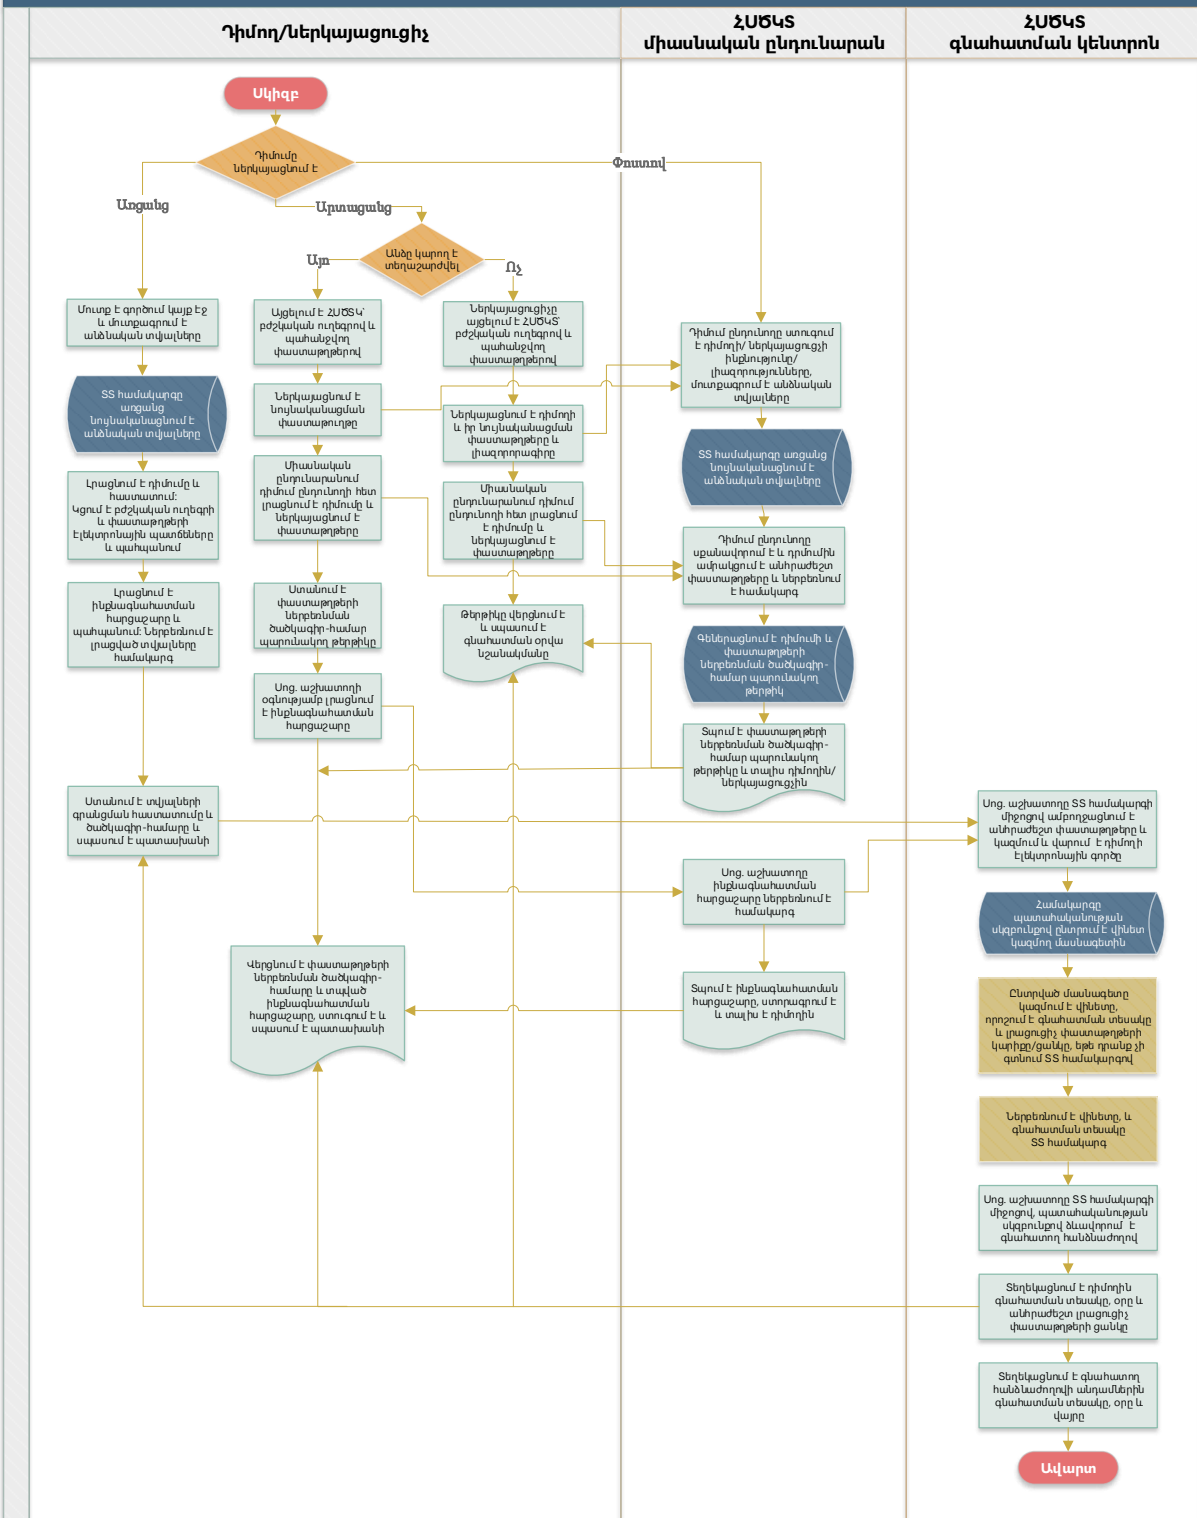 Դիմող/ներկայացուցիչ
ՀՍԾԿՏ
միասնական ընդունարան
ՀՍԾԿՏ
գնահատման կենտրոն
Սկիզբ
Դիմումը
ներկայացնում է
Առցանց
Արտացանց
Փոստով
Անձը կարող է
տեղաշարժվել
Այո
Ոչ
Մուտք է գործում կայք էջ
և մուտքագրում է
անձնական տվյալները
ՏՏ համակարգը
առցանց
նույնականացնում է
անձնական տվյալները
Լրացնում է դիմումը և
հաստատում:
Կցում է բժշկական ուղեգրի
և փաստաթղթերի
էլեկտրոնային պատճեները
և պահպանում
Լրացնում է
ինքնագնահատման
հարցաշարը և
պահպանում: Ներբեռնում է
լրացված տվյալները
համակարգ
Ստանում է տվյալների
գրանցման հաստատումը և
ծածկագիր-համարը և
սպասում է պատասխանի
Այցելում է ՀՍԾՏԿ՝
բժշկական ուղեգրով և
պահանջվող
փաստաթղթերով
Ներկայացնում է
նույնականացման
փաստաթուղթը
Միասնական
ընդունարանում
դիմում ընդունողի հետ
լրացնում է դիմումը և
ներկայացնում է
փաստաթղթերը
Ստանում է
փաստաթղթերի
ներբեռնման
ծածկագիր-համար
պարունակող թերթիկը
Սոց. աշխատողի
օգնությամբ լրացնում
է ինքնագնահատման
հարցաշարը
Վերցնում է փաստաթղթերի
ներբեռնման ծածկագիր-
համարը և տպված
ինքնագնահատման
հարցաշարը, ստուգում է և
սպասում է պատասխանի
Ներկայացուցիչը
այցելում է ՀՍԾԿՏ՝
բժշկական ուղեգրով և
պահանջվող
փաստաթղթերով
Ներկայացնում է դիմողի
և իր նույնականացման
փաստաթղթերը և
լիազորորագիրը
Միասնական
ընդունարանում դիմում
ընդունողի հետ լրացնում
է դիմումը և
ներկայացնում է
փաստաթղթերը
Թերթիկը վերցնում է
և սպասում է
գնահատման օրվա
նշանակմանը
Դիմում ընդունողը ստուգում
է դիմողի/ ներկայացուցչի
ինքնությունը/
լիազորությունները,
մուտքագրում է անձնական
տվյալները
ՏՏ համակարգը առցանց
նույնականացնում է
անձնական տվյալները
Դիմում ընդունողը
սքանավորում է և դրմումին
ամրակցում է անհրաժեշտ
փաստաթղթերը և ներբեռնում
է համակարգ
Գեներացնում է դիմումի և
փաստաթղթերի
ներբեռնման ծածկագիր-
համար պարունակող
թերթիկ
Տպում է փաստաթղթերի
ներբեռնման ծածկագիր-
համար պարունակող
թերթիկը և տալիս դիմողին/
ներկայացուցչին
Սոց. աշխատողը
ինքնագնահատման
հարցաշարը ներբեռնում է
համակարգ
Տպում է ինքնագնահատման
հարցաշարը, ստորագրում է
և տալիս է դիմողին
Սոց. աշխատողը ՏՏ համակարգի
միջոցով ամբողջացնում է
անհրաժեշտ փաստաթղթերը և
կազմում և վարում է դիմողի
էլեկտրոնային գործը
Համակարգը
պատահականության
սկզբունքով ընտրում է վինետ
կազմող մասնագետին
Ընտրված մասնագետը
կազմում է վինետը,
որոշում է գնահատման տեսակը
և լրացուցիչ փաստաթղթերի
կարիքը/ցանկը, եթե դրանք չի
գտնում ՏՏ համակարգով
Ներբեռնում է վինետը, և
գնահատման տեսակը
ՏՏ համակարգ
Սոց. աշխատողը ՏՏ համակարգի
միջոցով, պատահականության
սկզբունքով ձևավորում է
գնահատող հանձնաժողով
Տեղեկացնում է դիմողին
գնահատման տեսակը, օրը և
անհրաժեշտ լրացուցիչ
փաստաթղթերի ցանկը
Տեղեկացնում է գնահատող
հանձնաժողովի անդամներին
գնահատման տեսակը, օրը և
վայրը
Ավարտ